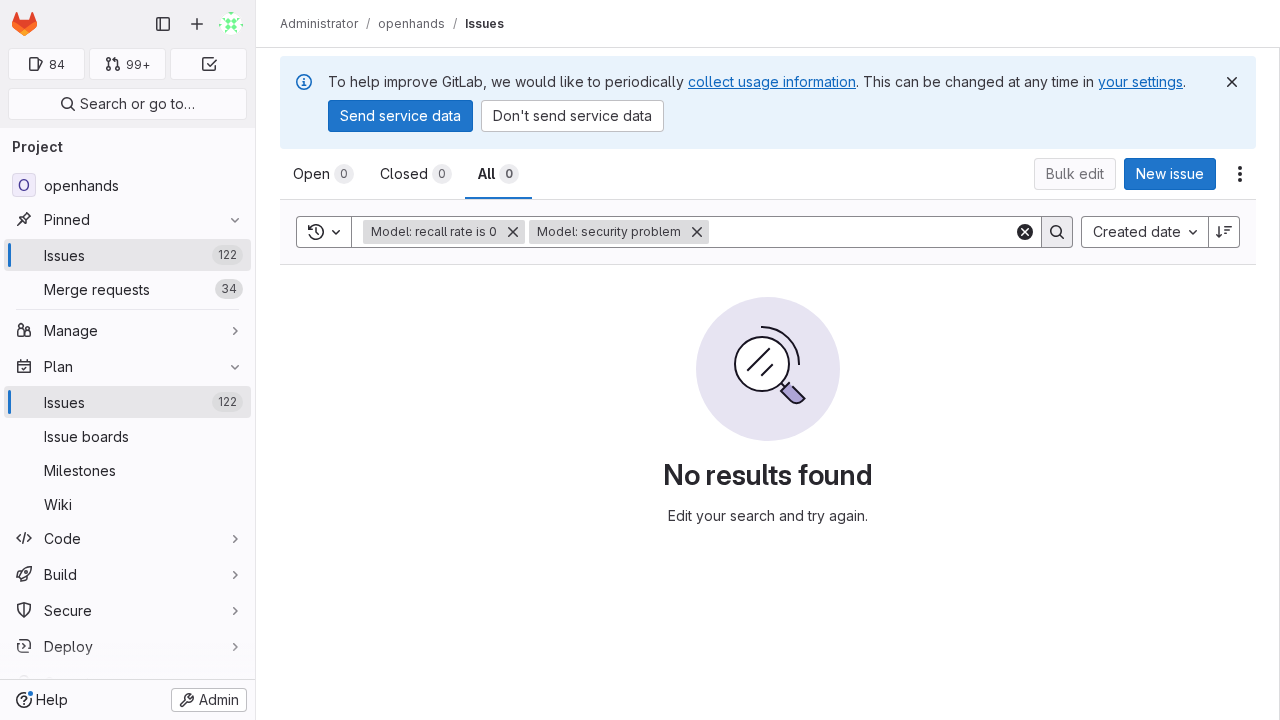 Administrator / openhands / Issues
84
99+
Search or go to…
To help improve GitLab, we would like to periodically collect usage information. This can be changed at any time in your settings.
Send service data
Don't send service data
Project
O openhands
Pinned
Issues 122
Merge requests 34
Manage
Plan
Issues 122
Issue boards
Milestones
Wiki
Code
Build
Secure
Deploy
Help
Admin
Open 0
Closed 0
All 0
Bulk edit
New issue
Model: recall rate is 0
Model: security problem
Created date
No results found
Edit your search and try again.